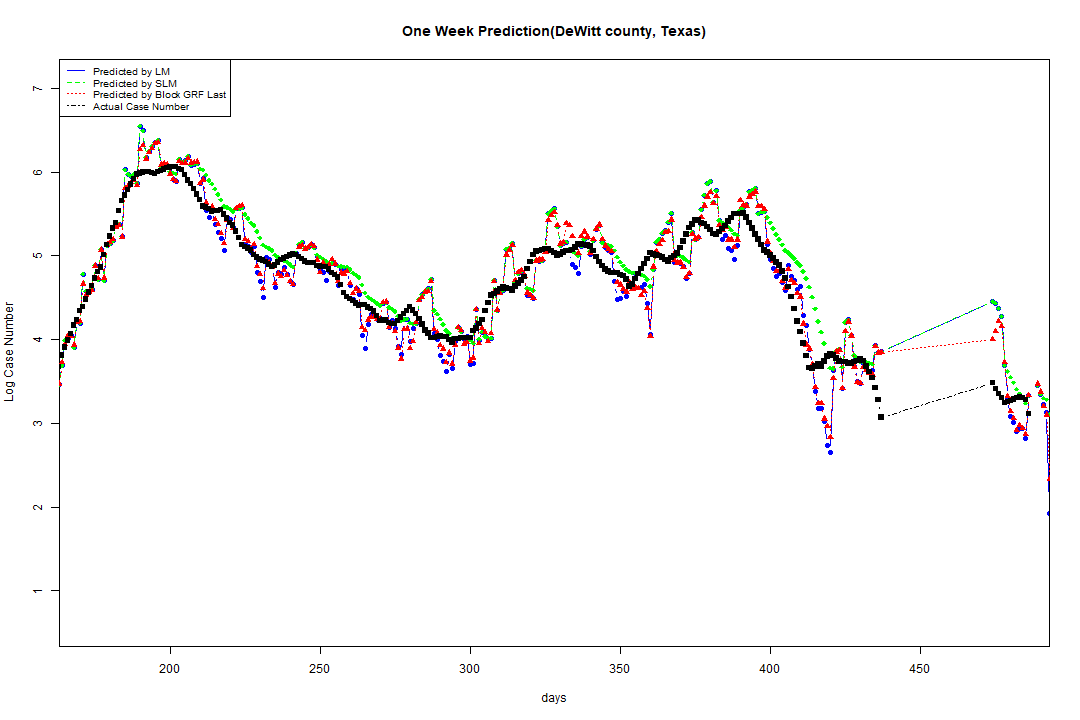 One Week Prediction(DeWitt county, Texas)
Predicted by LM
Predicted by SLM
Predicted by Block GRF Last
Actual Case Number
7
6
5
4
3
2
1
Log Case Number
200 250 300 350 400 450
days